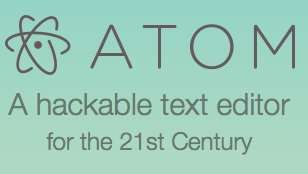 ATOM
A hackable text editor
for the 21st Century